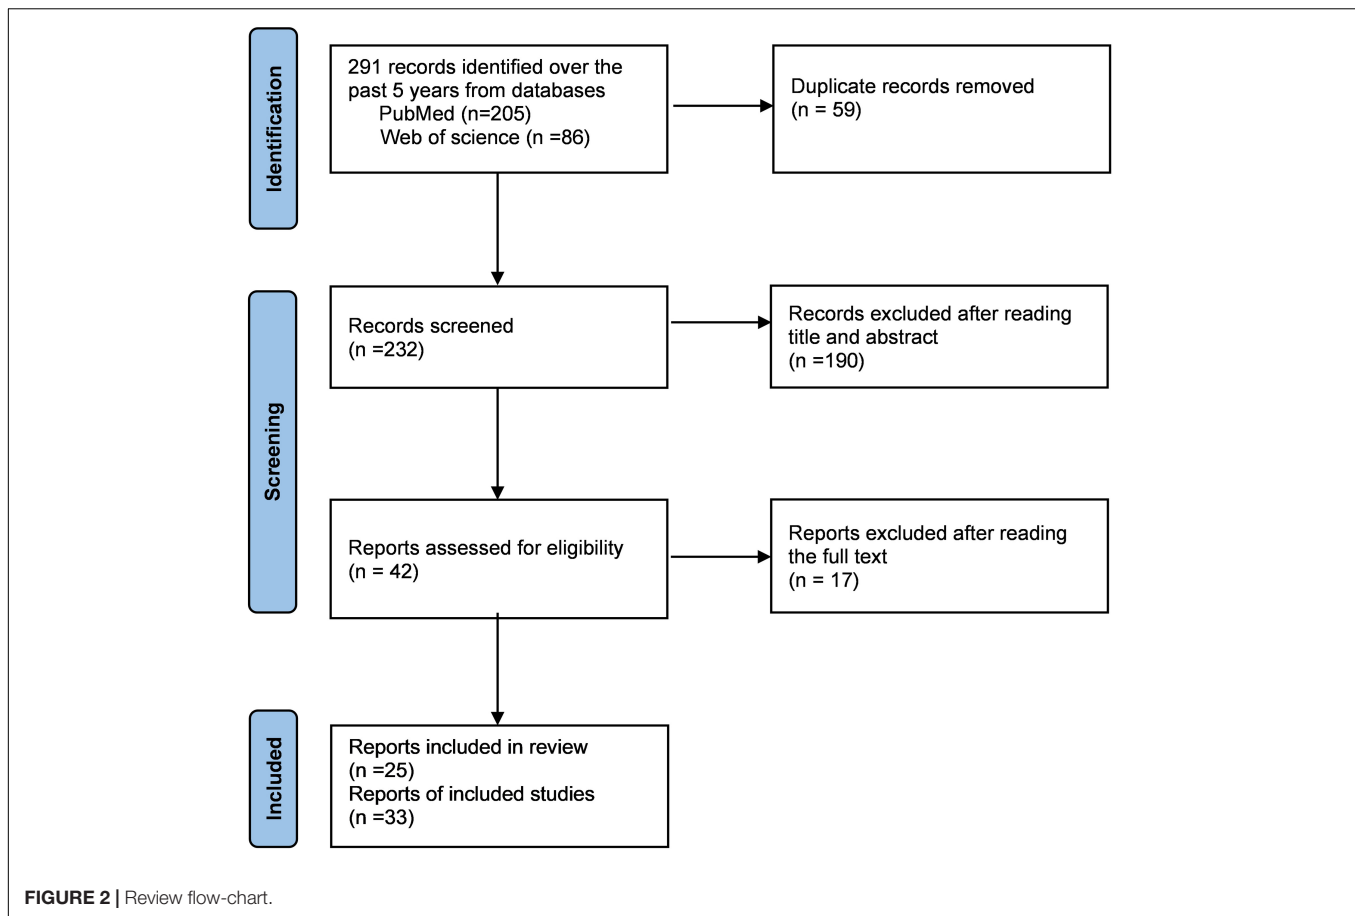 Identification
291 records identified over the
past 5 years from databases
PubMed (n=205)
Web of science (n =86)
Duplicate records removed
(n = 59)
Screening
Records screened
(n =232)
Records excluded after reading
title and abstract
(n =190)
Reports assessed for eligibility
(n = 42)
Reports excluded after reading
the full text
(n = 17)
Included
Reports included in review
(n =25)
Reports of included studies
(n =33)
FIGURE 2 | Review flow-chart.